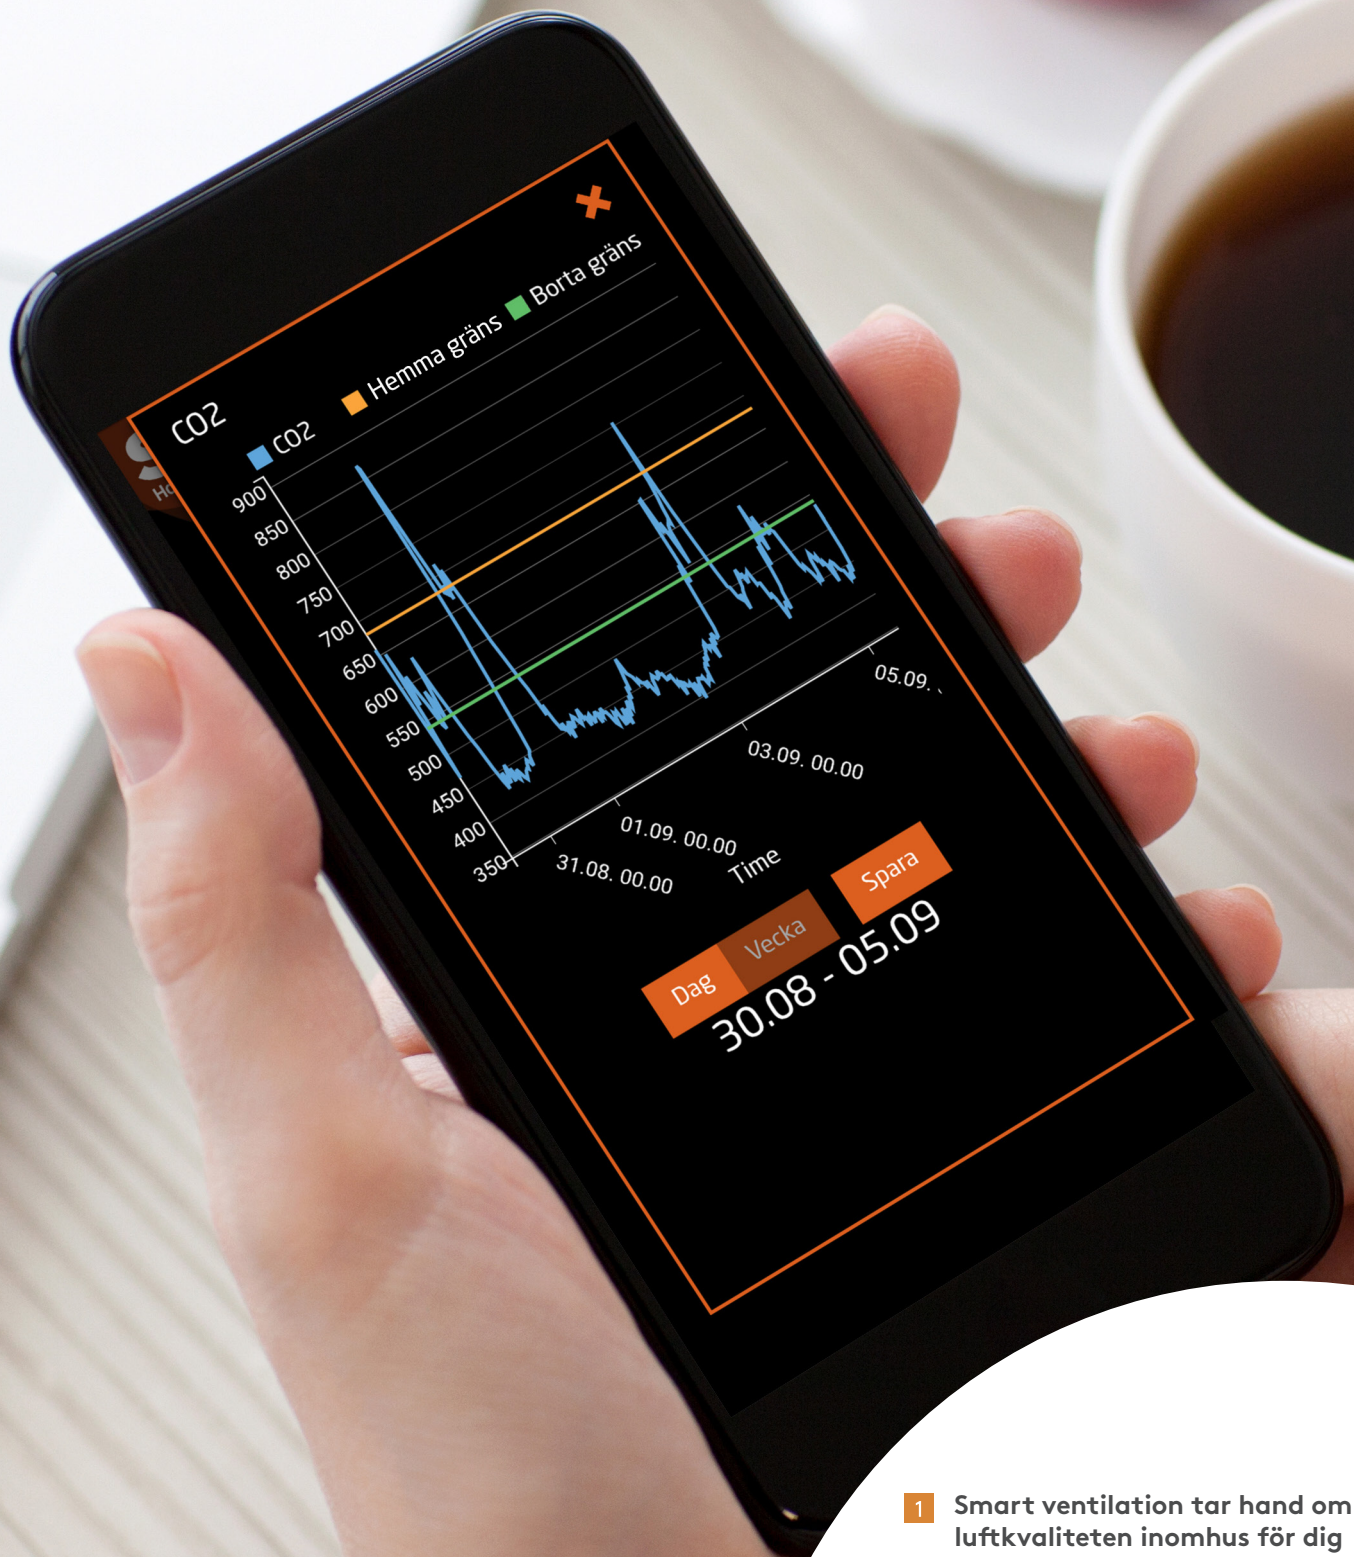 CO2
CO2
Hemma gräns
Borta gräns
900
850
800
750
700
650
600
550
500
450
400
350
31.08. 00.00
01.09. 00.00
03.09. 00.00
05.09.
Time
Dag
Vecka
Spara
30.08 - 05.09
1
Smart ventilation tar hand om
luftkvaliteten inomhus för dig